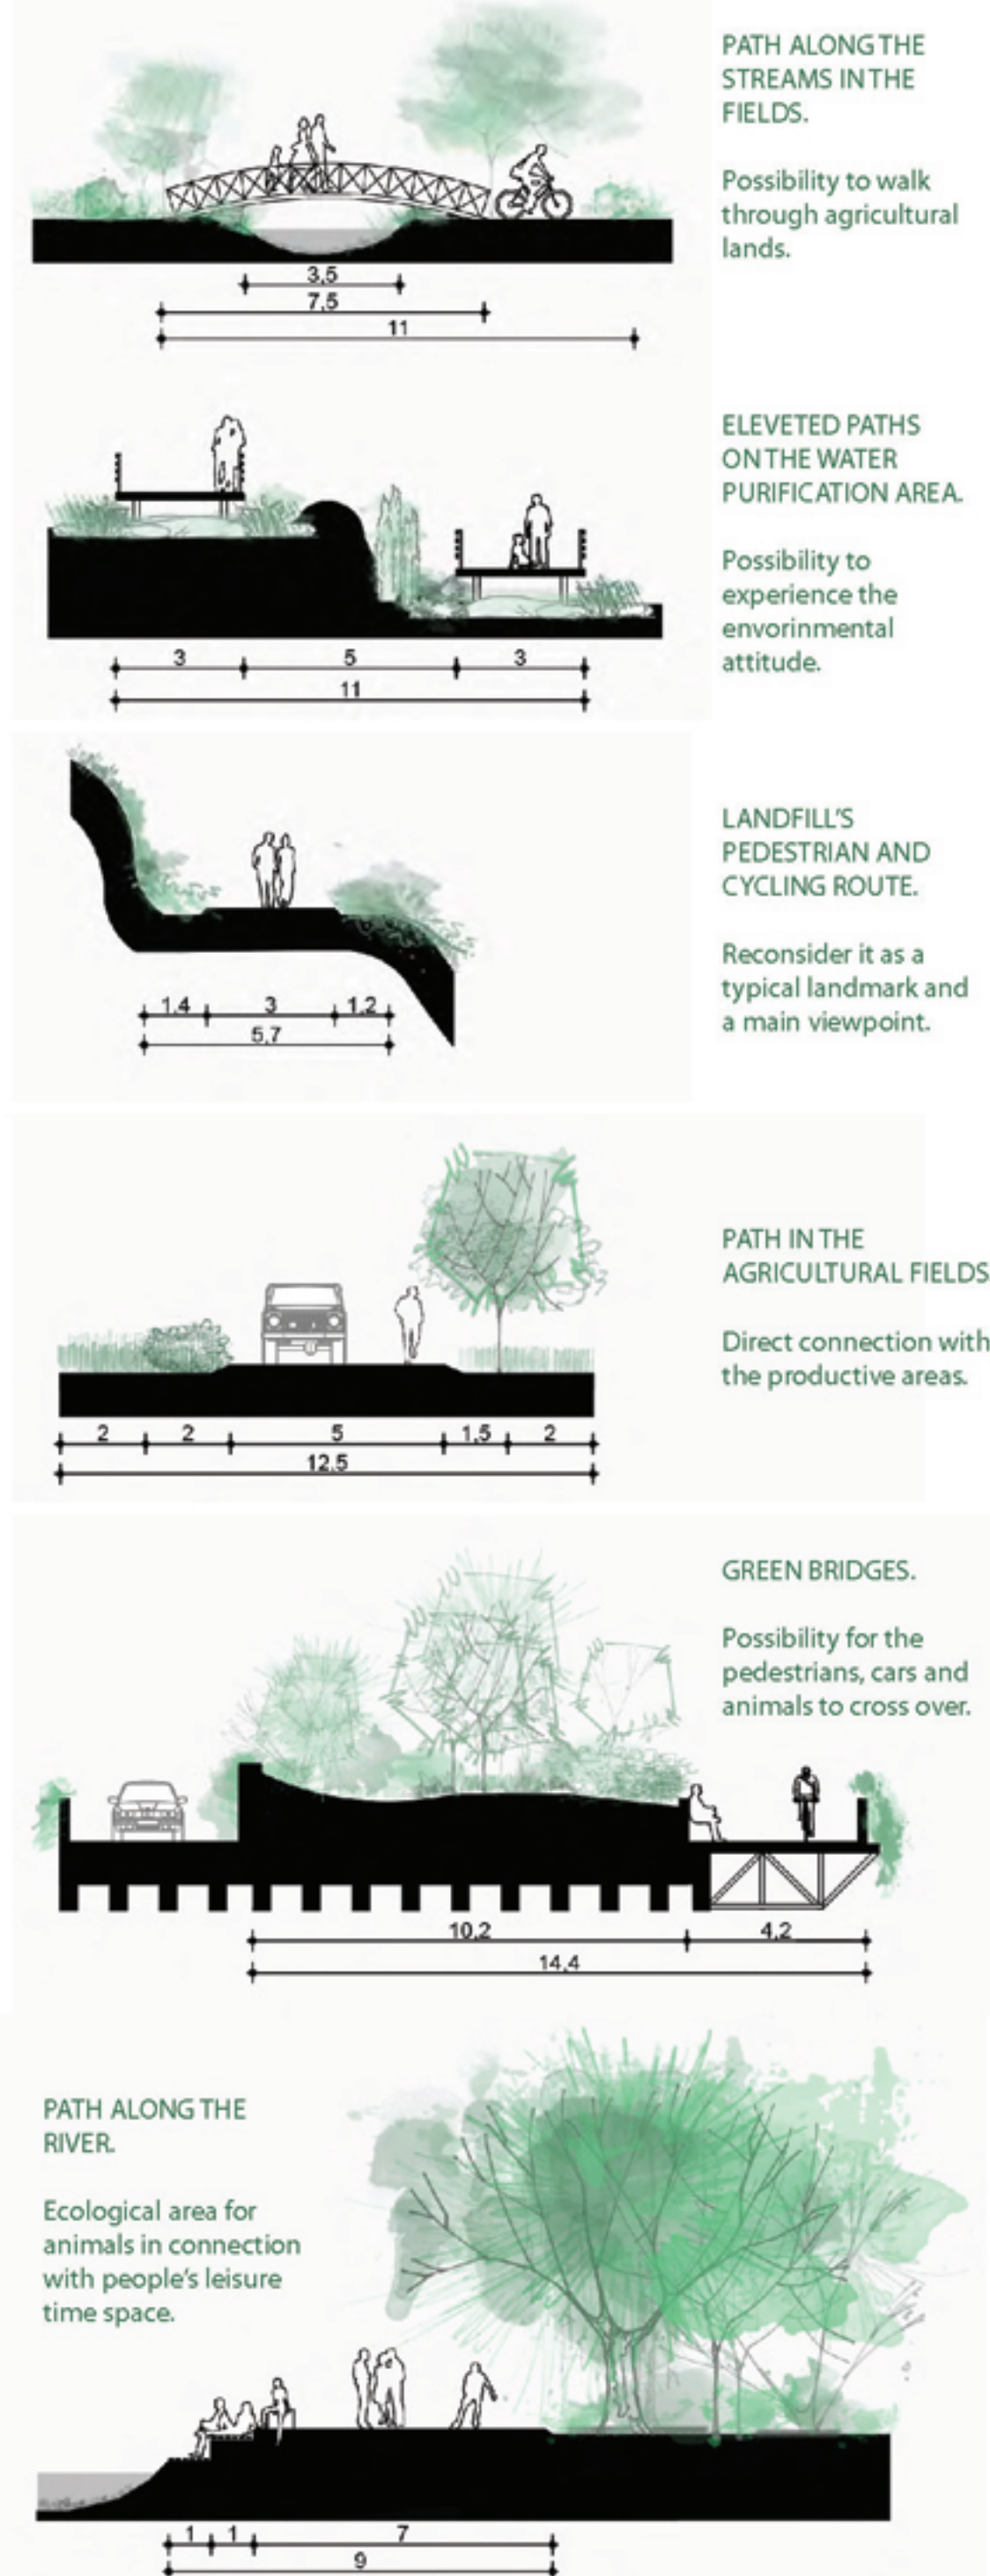 PATH ALONG THE
STREAMS IN THE
FIELDS.
Possibility to walk
through agricultural
lands.
3,5
7,5
11
ELEVETED PATHS
ON THE WATER
PURIFICATION AREA.
Possibility to
experience the
envorinmental
attitude.
3 5 3
11
LANDFILL'S
PEDESTRIAN AND
CYCLING ROUTE.
Reconsider it as a
typical landmark and
a main viewpoint.
1,4 3 1,2
5,7
PATH IN THE
AGRICULTURAL FIELDS
Direct connection with
the productive areas.
2 2 5 1,5 2
12,5
GREEN BRIDGES.
Possibility for the
pedestrians, cars and
animals to cross over.
10,2 4,2
14,4
PATH ALONG THE
RIVER.
Ecological area for
animals in connection
with people's leisure
time space.
1 1 7
9